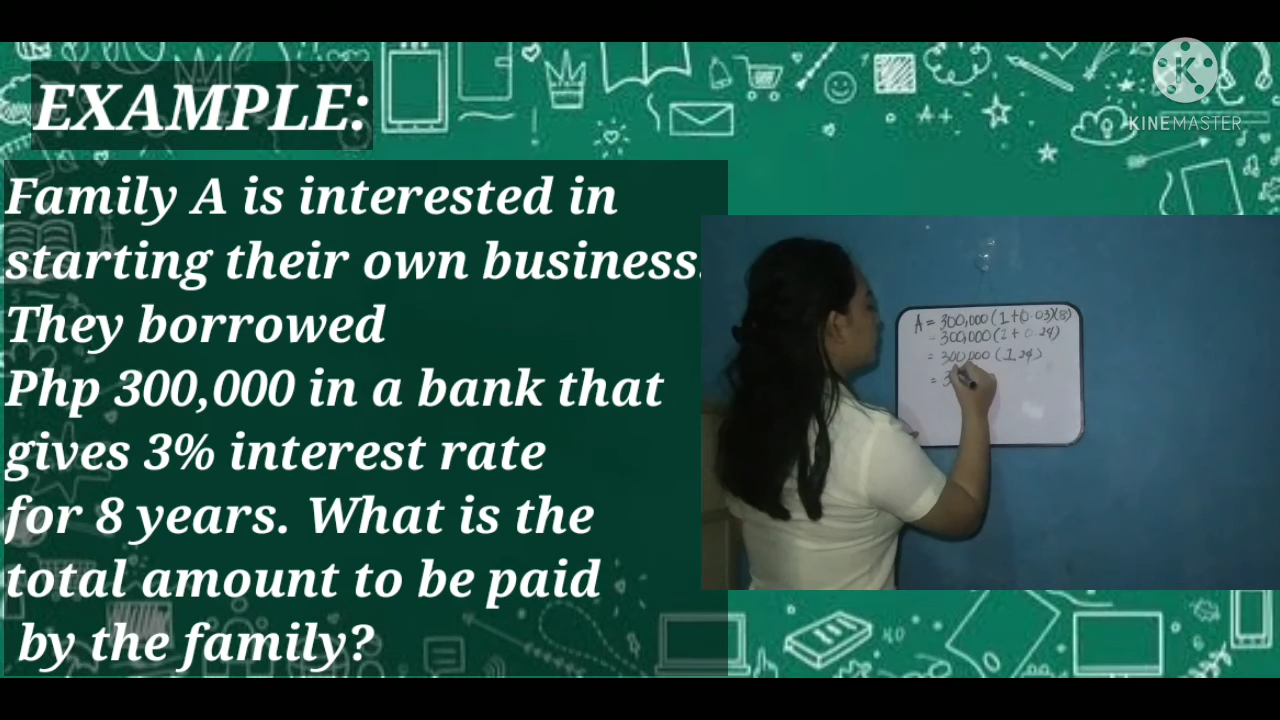 EXAMPLE:
KINEMASTER
Family A is interested in
starting their own business.
They borrowed
Php 300,000 in a bank that
gives 3% interest rate
for 8 years. What is the
total amount to be paid
by the family?
A = 300,000 (1+0.03)(8)
= 300,000 (1 + 0.24)
= 300,000 (1.24)
= 3